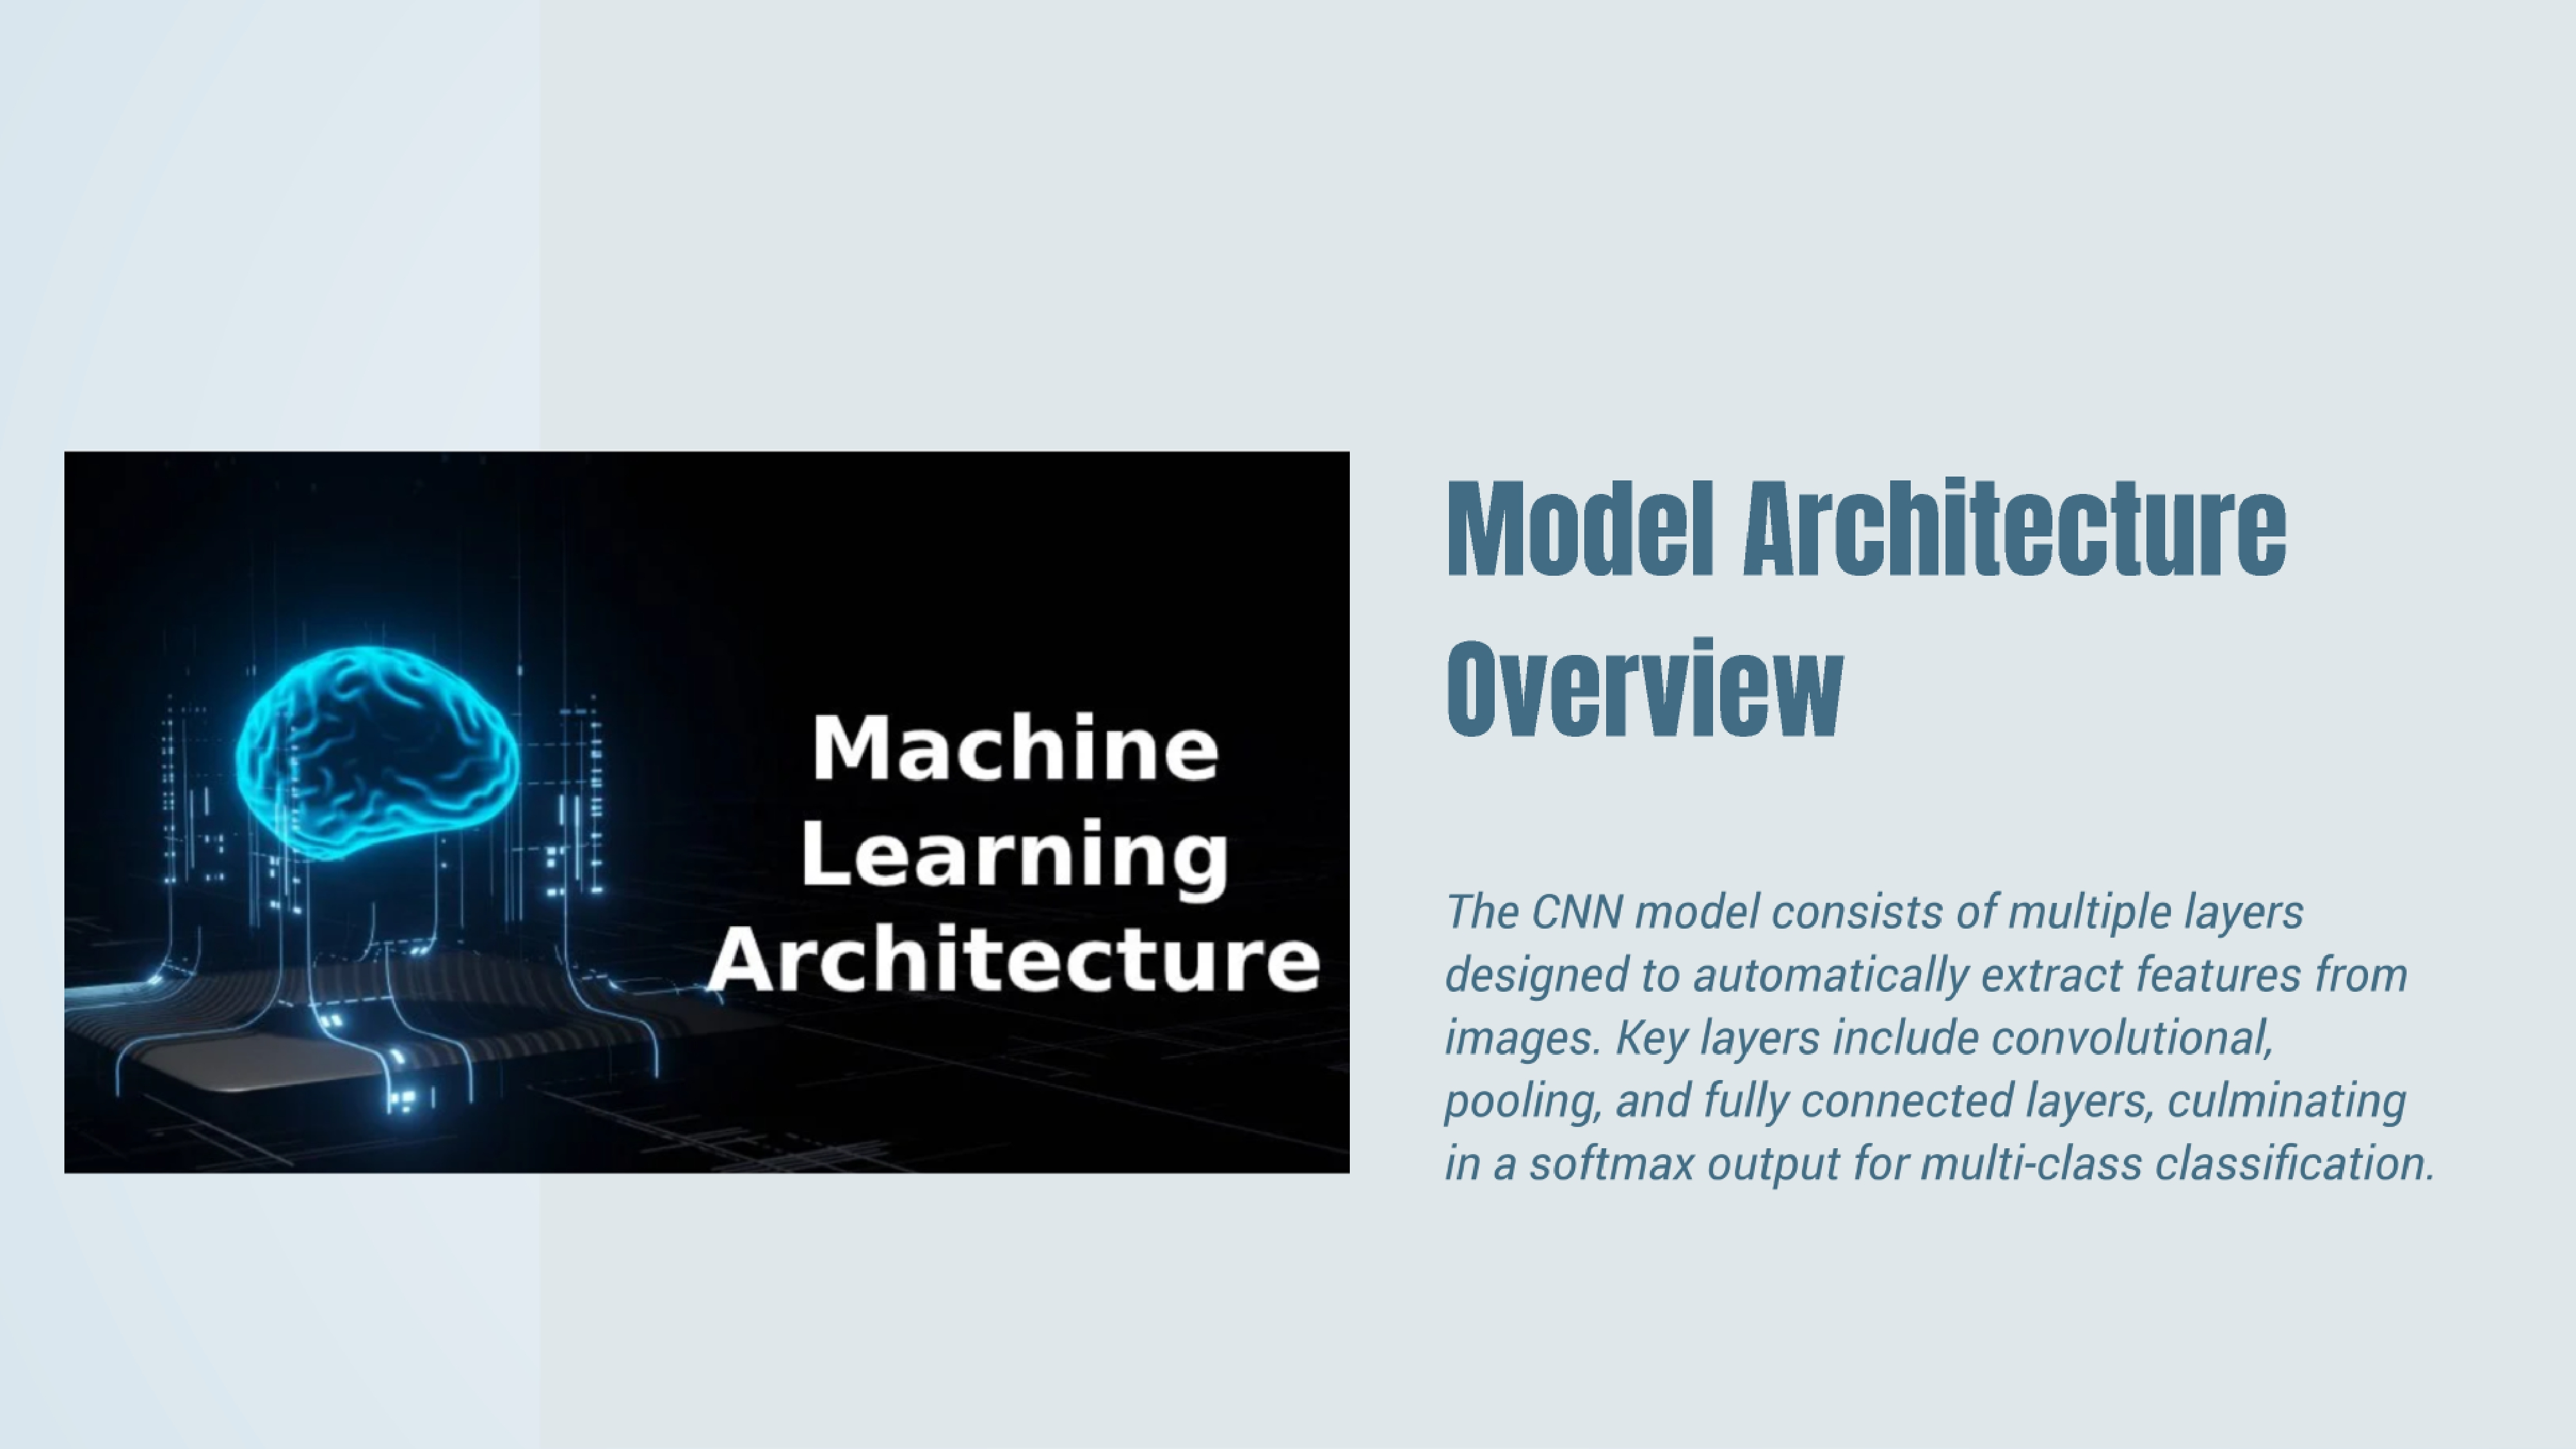 Machine
Learning
Architecture
Model Architecture
Overview
The CNN model consists of multiple layers
designed to automatically extract features from
images. Key layers include convolutional,
pooling, and fully connected layers, culminating
in a softmax output for multi-class classification.